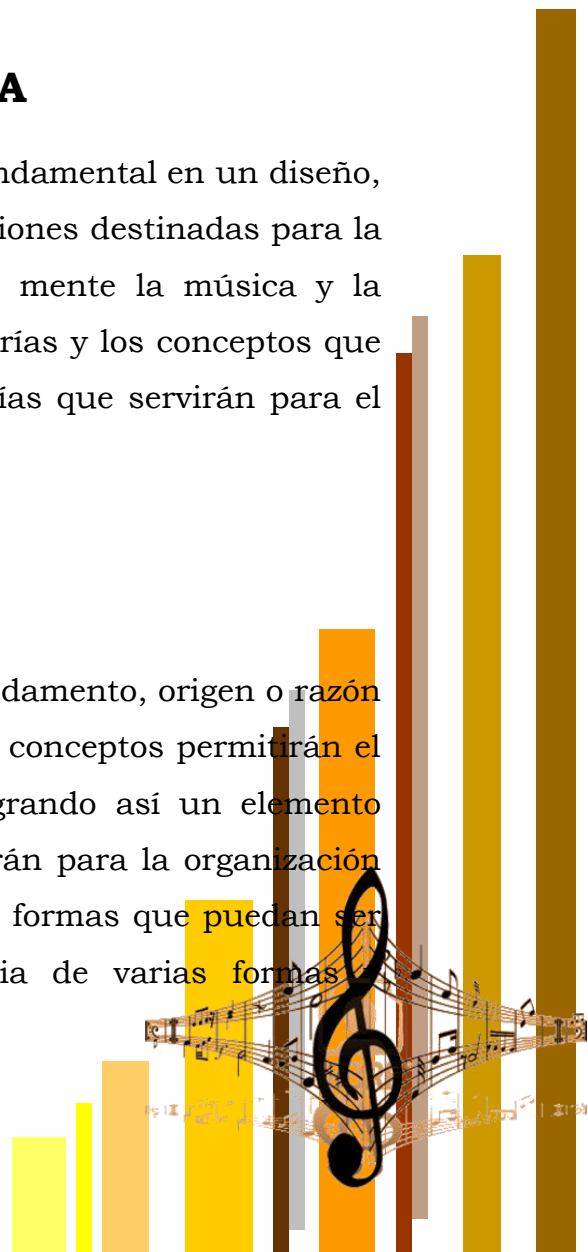 A
ndamental en un diseño,
iones destinadas para la
mente la música y la
rías y los conceptos que
ías que servirán para el
damento, origen o razón
conceptos permitirán el
grando así un elemento
rán para la organización
formas que puedan ser
ia de varias formas